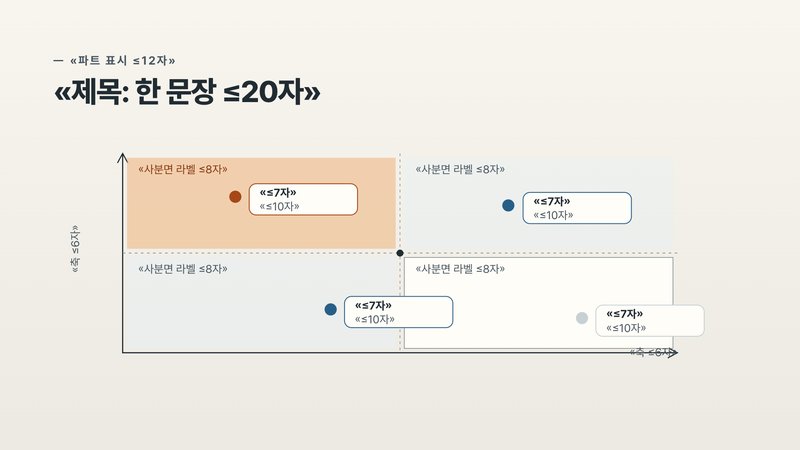 — «파트 표시 ≤12자»
«제목: 한 문장 ≤20자»
«사분면 라벨 ≤8자»
«≤7자»
«≤10자»
«사분면 라벨 ≤8자»
«≤7자»
«≤10자»
«축 ≤6자»
«사분면 라벨 ≤8자»
«≤7자»
«≤10자»
«사분면 라벨 ≤8자»
«≤7자»
«≤10자»
«축 ≤6자»